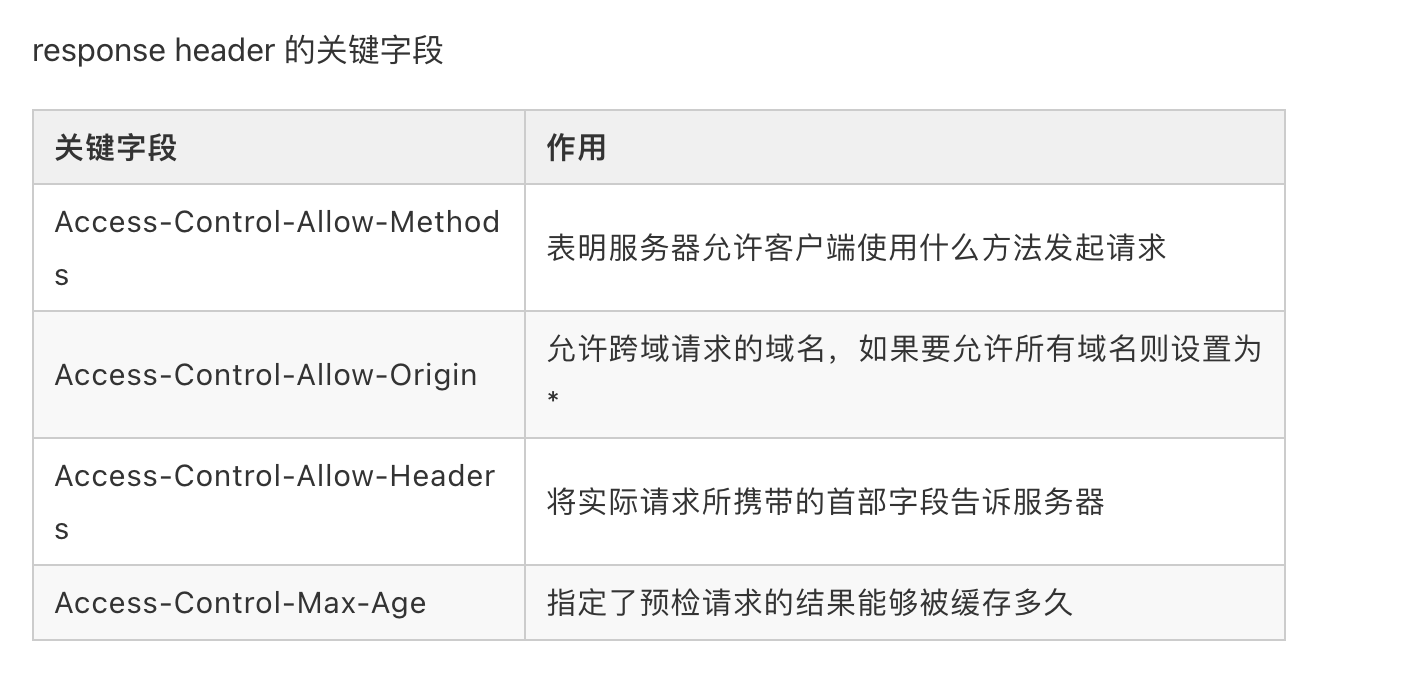 response header 的关键字段
关键字段
作用
Access-Control-Allow-Method
s
表明服务器允许客户端使用什么方法发起请求
Access-Control-Allow-Origin
允许跨域请求的域名，如果要允许所有域名则设置为
*
Access-Control-Allow-Header
s
将实际请求所携带的首部字段告诉服务器
Access-Control-Max-Age
指定了预检请求的结果能够被缓存多久